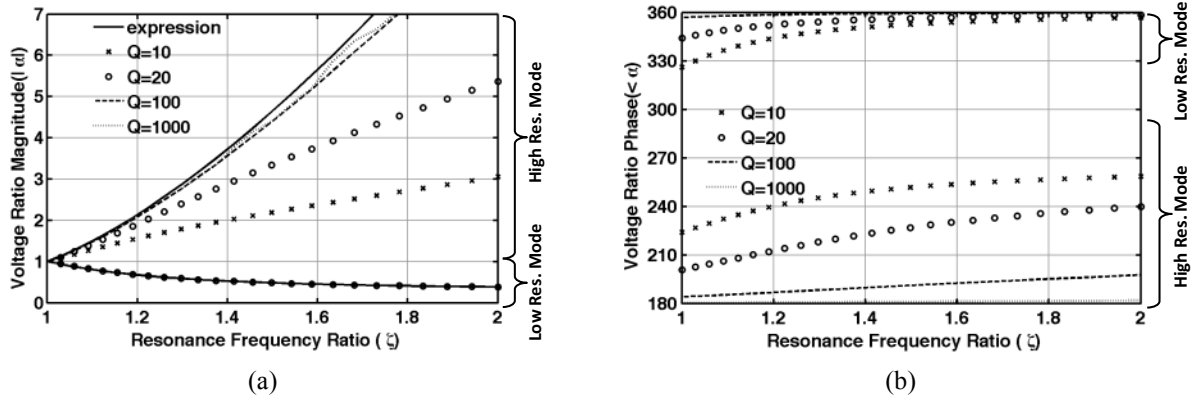 7
6
5
4
3
2
1
0
Voltage Ratio Magnitude(| α|)
expression
Q=10
Q=20
Q=100
Q=1000
1
1.2
1.4
1.6
1.8
2
Resonance Frequency Ratio ( ζ)
High Res. Mode
Low Res. Mode
(a)
360
330
300
270
240
210
180
Voltage Ratio Phase(< α)
Q=10
Q=20
Q=100
Q=1000
1
1.2
1.4
1.6
1.8
2
Resonance Frequency Ratio ( ζ)
Low Res. Mode
High Res. Mode
(b)